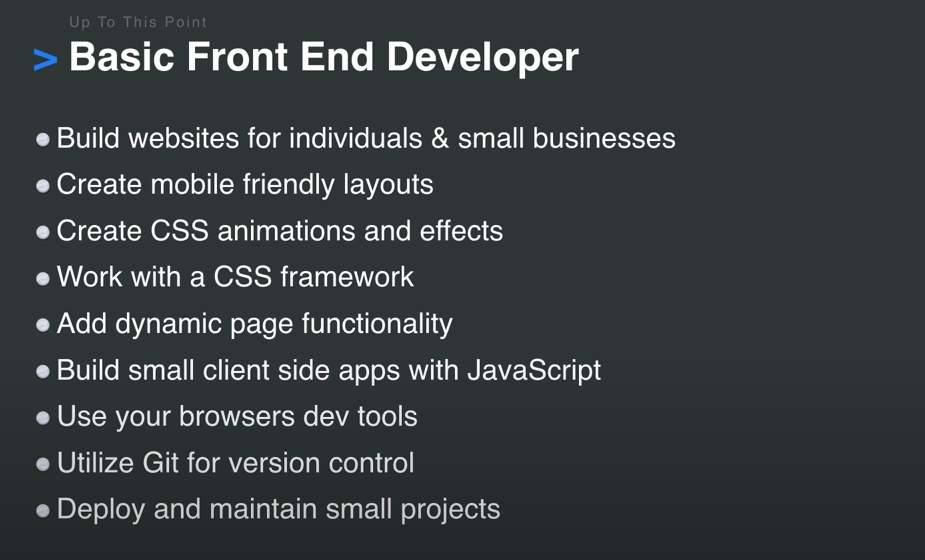 Up To This Point
> Basic Front End Developer
Build websites for individuals & small businesses
Create mobile friendly layouts
Create CSS animations and effects
Work with a CSS framework
Add dynamic page functionality
Build small client side apps with JavaScript
Use your browsers dev tools
Utilize Git for version control
Deploy and maintain small projects